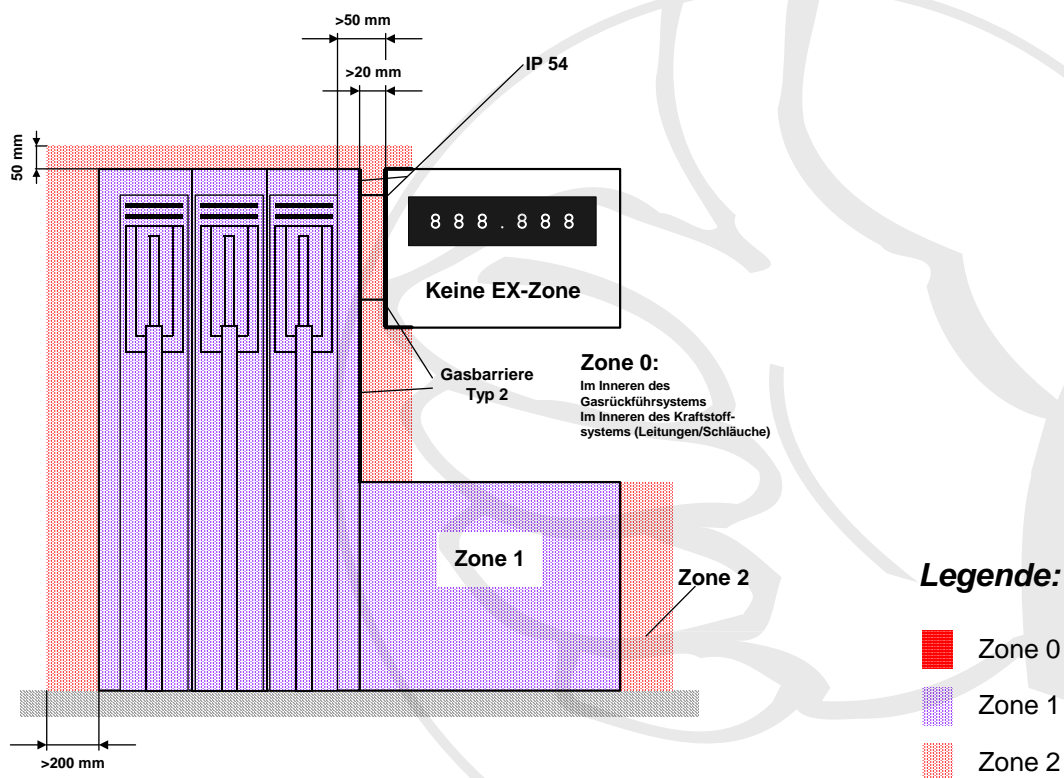 >50 mm
>20 mm
IP 54
50 mm
888.888
Keine EX-Zone
Gasbarriere
Typ 2
Zone 0:
Im Inneren des
Gasrückführsystems
Im Inneren des Kraftstoff-
systems (Leitungen/Schläuche)
Zone 1
Zone 2
>200 mm
Legende:
Zone 0
Zone 1
Zone 2